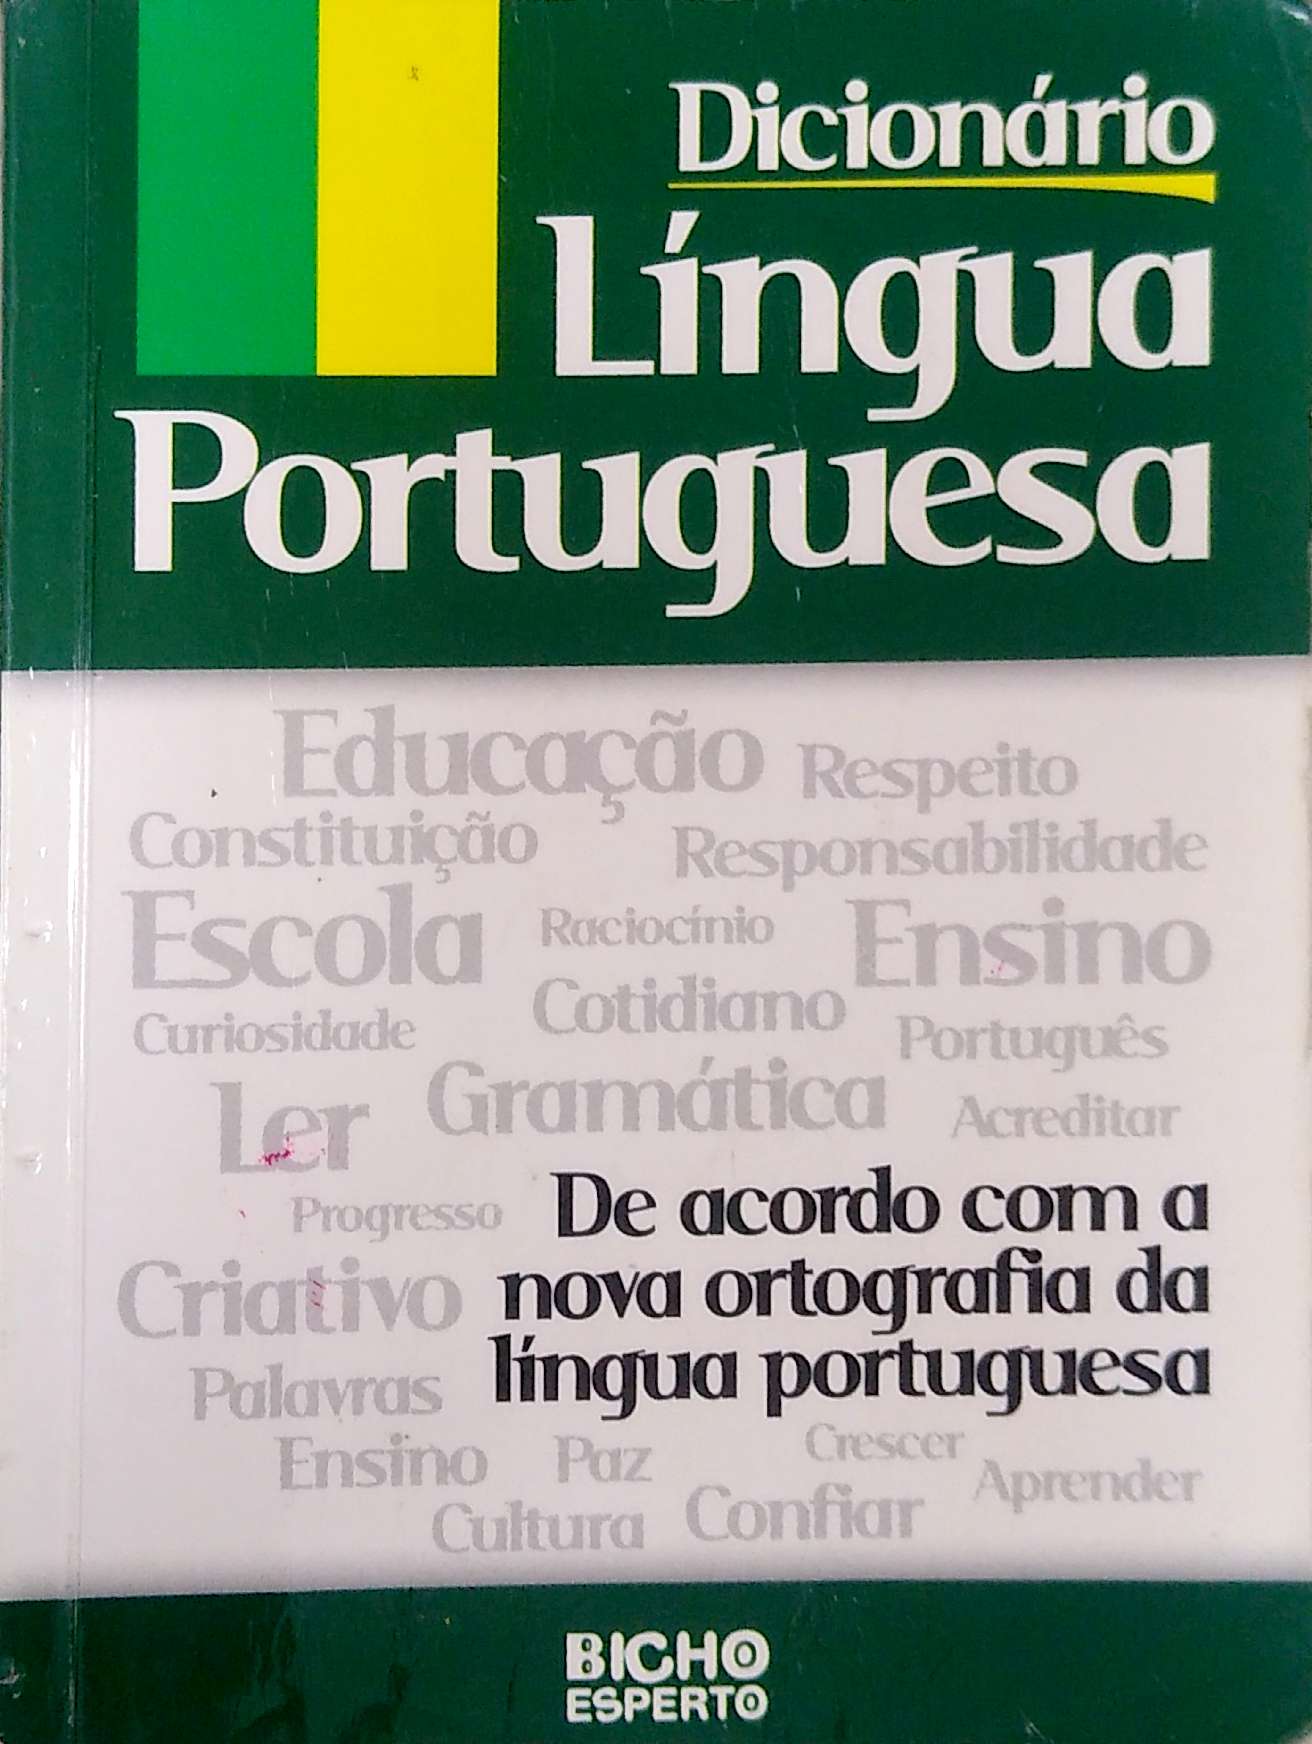 Dicionário
Língua
Portuguesa
Educação Respeito
Constituição Responsabilidade
Escola Raciocínio Ensino
Curiosidade Cotidiano Português
Ler Gramática Acreditar
Progresso De acordo com a
Criativo nova ortografia da
Palavras língua portuguesa
Ensino Paz Crescer
Cultura Confiar Aprender
BICHO
ESPERTO